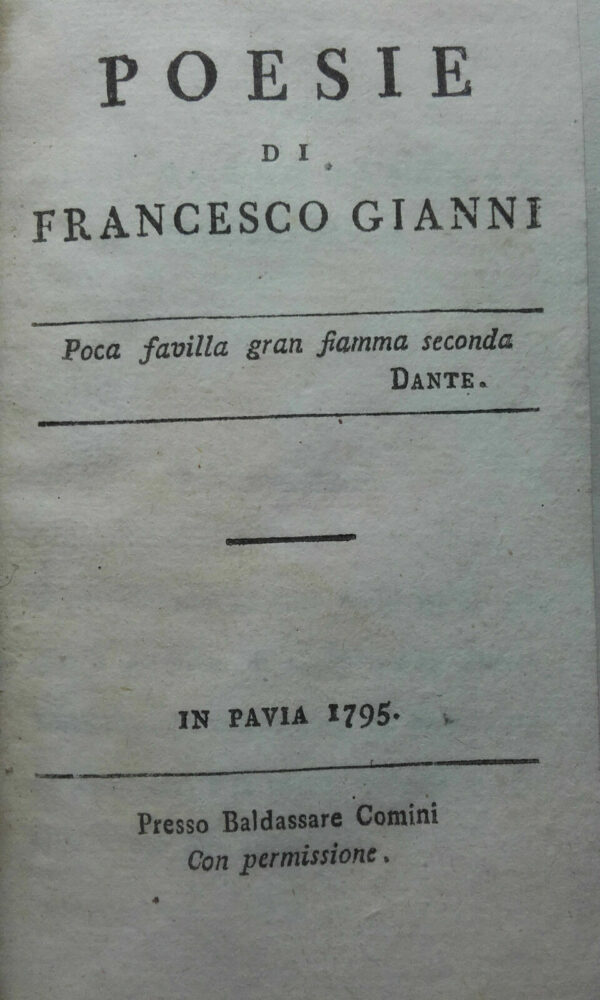 POESIE
DI
FRANCESCO GIANNI
Poca favilla gran fiamma seconda
DANTE.
IN PAVIA 1795.
Presso Baldassare Comini
Con permissione.